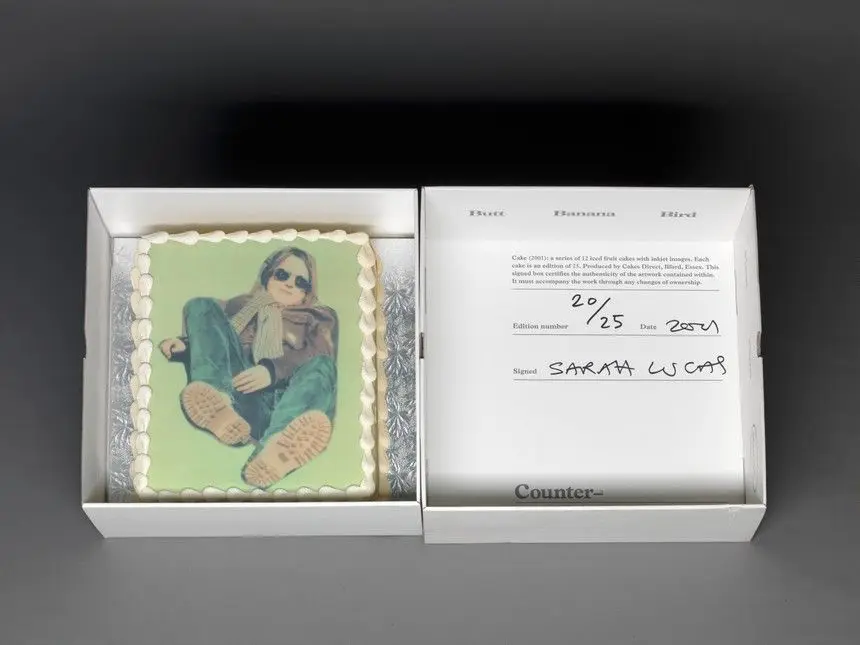 Butt Banana Bird
Cake (2001): a series of 12 iced fruit cakes with inkjet images. Each
cake is an edition of 25. Produced by Cakes Direct, Ilford, Essex. This
signed box certifies the authenticity of the artwork contained within.
It must accompany the work through any changes of ownership.
Edition number 20/25 Date 2001
Signed SARAH LUCAS
Counter–